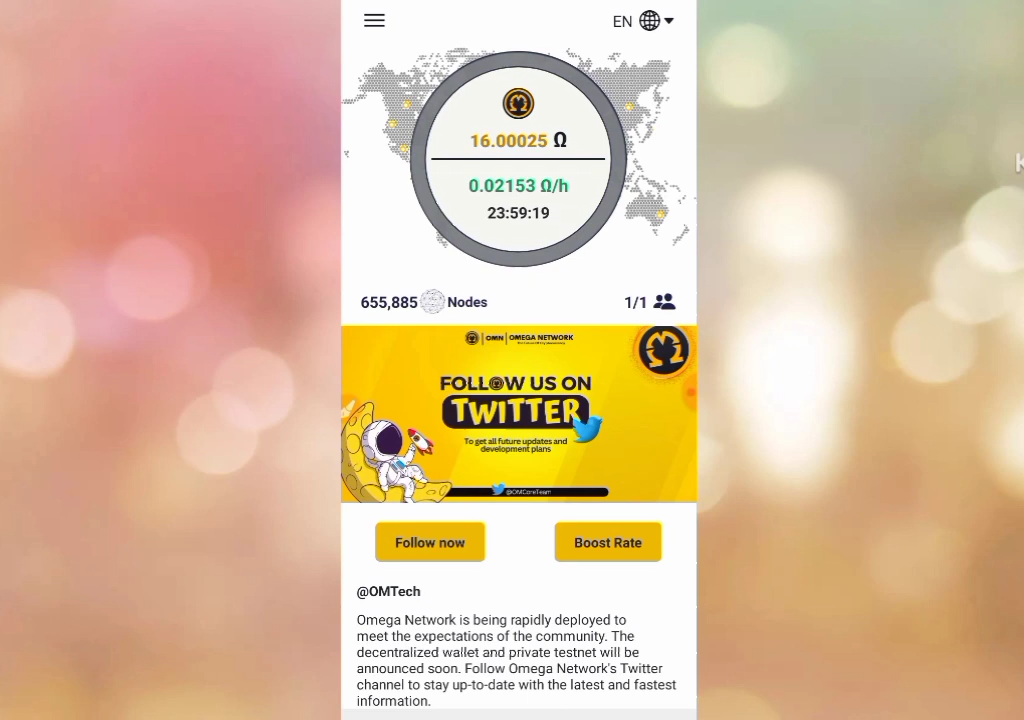 EN
16.00025 Ω
0.02153 Ω/h
23:59:19
655,885 Nodes
1/1
OMN | OMEGA NETWORK
FOLLOW US ON
TWITTER
To get all future updates and
development plans
@OMCoreTeam
Follow now
Boost Rate
@OMTech
Omega Network is being rapidly deployed to
meet the expectations of the community. The
decentralized wallet and private testnet will be
announced soon. Follow Omega Network's Twitter
channel to stay up-to-date with the latest and fastest
information.